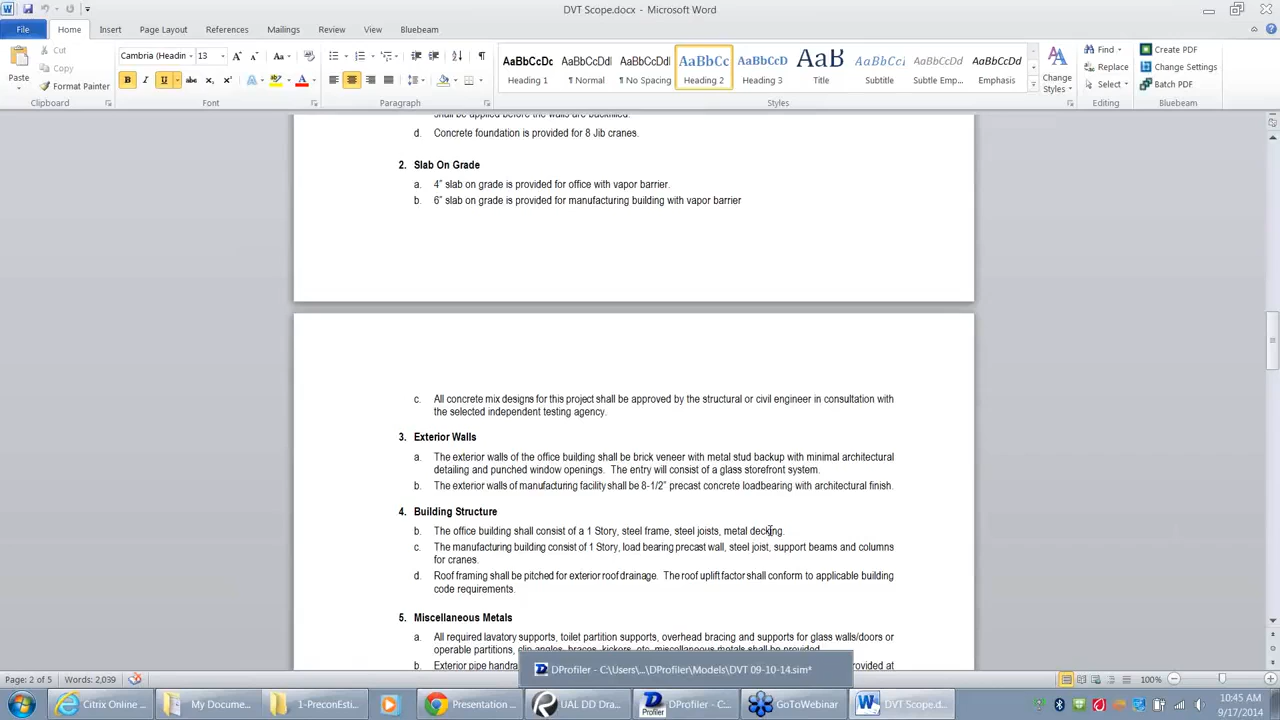 DVT Scope.docx - Microsoft Word
File Home Insert Page Layout References Mailings Review View Bluebeam
Paste Cut Copy Format Painter
Cambria (Headin 13
AaBbCcDc AaBbCcDd AaBbCcDd AaBbCc AaBbCcD AaB AaBbCcL AaBbCcDd AaBbCcDd
Heading 1 ¶ Normal ¶ No Spacing Heading 2 Heading 3 Title Subtitle Subtle Emp... Emphasis
Change Styles
Find Replace Select
Create PDF Change Settings Batch PDF
Clipboard Font Paragraph Styles Editing Bluebeam
shall be applied before the walls are backfilled.
d. Concrete foundation is provided for 8 Jib cranes.
2. Slab On Grade
a. 4” slab on grade is provided for office with vapor barrier.
b. 6” slab on grade is provided for manufacturing building with vapor barrier
c. All concrete mix designs for this project shall be approved by the structural or civil engineer in consultation with
the selected independent testing agency.
3. Exterior Walls
a. The exterior walls of the office building shall be brick veneer with metal stud backup with minimal architectural
detailing and punched window openings. The entry will consist of a glass storefront system.
b. The exterior walls of manufacturing facility shall be 8-1/2” precast concrete loadbearing with architectural finish.
4. Building Structure
b. The office building shall consist of a 1 Story, steel frame, steel joists, metal decking.
c. The manufacturing building consist of 1 Story, load bearing precast wall, steel joist, support beams and columns
for cranes.
d. Roof framing shall be pitched for exterior roof drainage. The roof uplift factor shall conform to applicable building
code requirements.
5. Miscellaneous Metals
a. All required lavatory supports, toilet partition supports, overhead bracing and supports for glass walls/doors or
operable partitions, clip angles, braces, kickers, etc. miscellaneous metals shall be provided.
b. Exterior pipe handra vided at
DProfiler - C:\Users\...\DProfiler\Models\DVT 09-10-14.sim*
Page: 2 of 5 Words: 2,039 100%
Citrix Online ... My Docume... 1-PreconEsti... Presentation ... UAL DD Dra... DProfiler - C:... GoToWebinar DVT Scope.d...
10:45 AM
9/17/2014